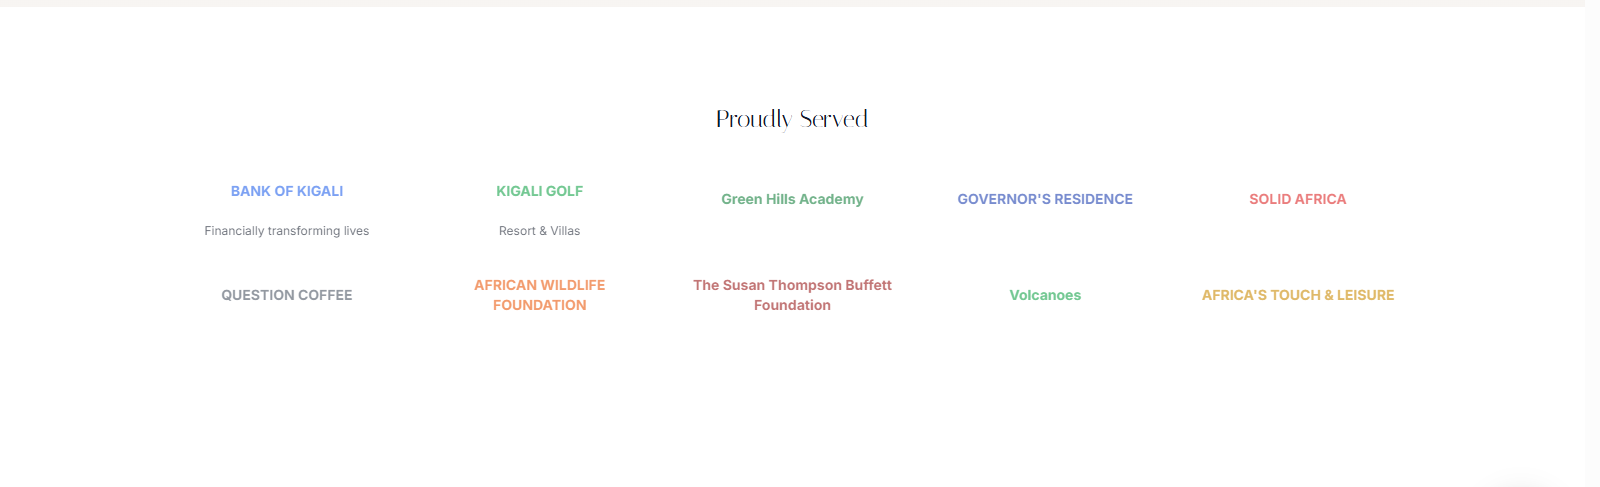 Proudly Served
BANK OF KIGALI
Financially transforming lives
KIGALI GOLF
Resort & Villas
Green Hills Academy
GOVERNOR'S RESIDENCE
SOLID AFRICA
QUESTION COFFEE
AFRICAN WILDLIFE
FOUNDATION
The Susan Thompson Buffett
Foundation
Volcanoes
AFRICA'S TOUCH & LEISURE